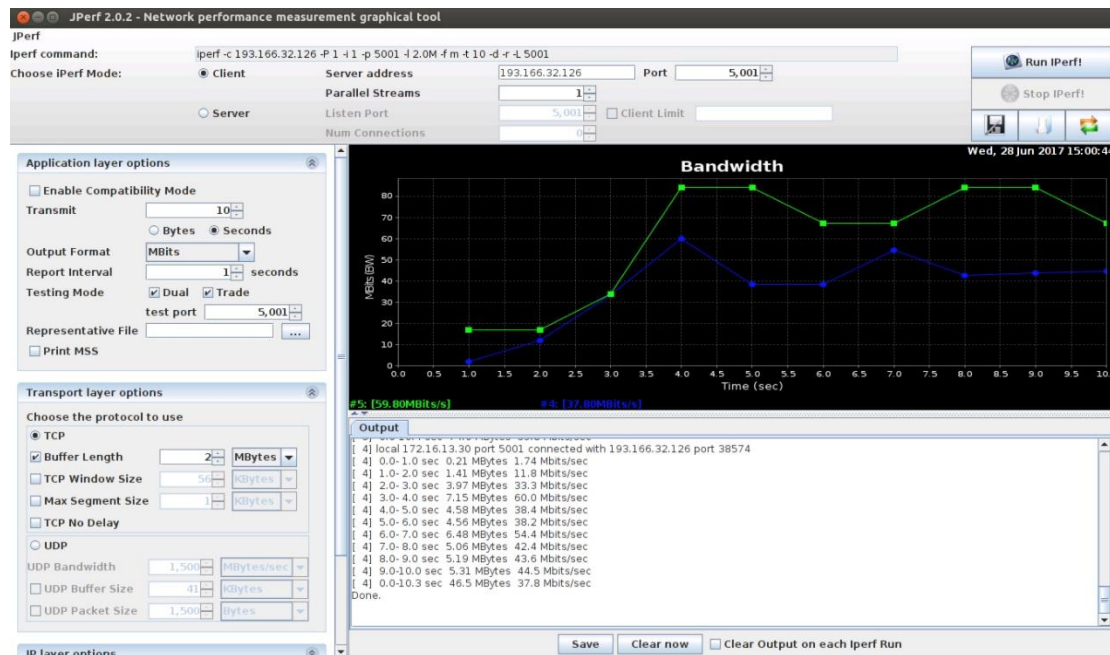 JPerf 2.0.2 - Network performance measurement graphical tool
JPerf
Iperf command: iperf -c 193.166.32.126 -P 1 -i 1 -p 5001 -l 2.0M -f m -t 10 -d -r -L 5001
Choose iPerf Mode: Client Server address 193.166.32.126 Port 5,001
Parallel Streams 1
Server Listen Port 5,001 Client Limit
Num Connections 0
Run IPerf!
Stop IPerf!
Application layer options
Enable Compatibility Mode
Transmit 10
Bytes Seconds
Output Format MBits
Report Interval 1 seconds
Testing Mode Dual Trade
test port 5,001
Representative File ...
Print MSS
Transport layer options
Choose the protocol to use
TCP
Buffer Length 2 MBytes
TCP Window Size 56 KBytes
Max Segment Size 1 KBytes
TCP No Delay
UDP
UDP Bandwidth 1,500 MBytes/sec
UDP Buffer Size 41 KBytes
UDP Packet Size 1,500 Bytes
IP layer options
Wed, 28 Jun 2017 15:00:44
Bandwidth
MBits (BW)
80
70
60
50
40
30
20
10
0
0.0 0.5 1.0 1.5 2.0 2.5 3.0 3.5 4.0 4.5 5.0 5.5 6.0 6.5 7.0 7.5 8.0 8.5 9.0 9.5 10.
Time (sec)
#5: [59.80MBits/s] #4: [37.80MBits/s]
Output
[ 4] local 172.16.13.30 port 5001 connected with 193.166.32.126 port 38574
[ 4] 0.0- 1.0 sec 0.21 MBytes 1.74 Mbits/sec
[ 4] 1.0- 2.0 sec 1.41 MBytes 11.8 Mbits/sec
[ 4] 2.0- 3.0 sec 3.97 MBytes 33.3 Mbits/sec
[ 4] 3.0- 4.0 sec 7.15 MBytes 60.0 Mbits/sec
[ 4] 4.0- 5.0 sec 4.58 MBytes 38.4 Mbits/sec
[ 4] 5.0- 6.0 sec 4.56 MBytes 38.2 Mbits/sec
[ 4] 6.0- 7.0 sec 6.48 MBytes 54.4 Mbits/sec
[ 4] 7.0- 8.0 sec 5.06 MBytes 42.4 Mbits/sec
[ 4] 8.0- 9.0 sec 5.19 MBytes 43.6 Mbits/sec
[ 4] 9.0-10.0 sec 5.31 MBytes 44.5 Mbits/sec
[ 4] 0.0-10.3 sec 46.5 MBytes 37.8 Mbits/sec
Done.
Save Clear now Clear Output on each Iperf Run